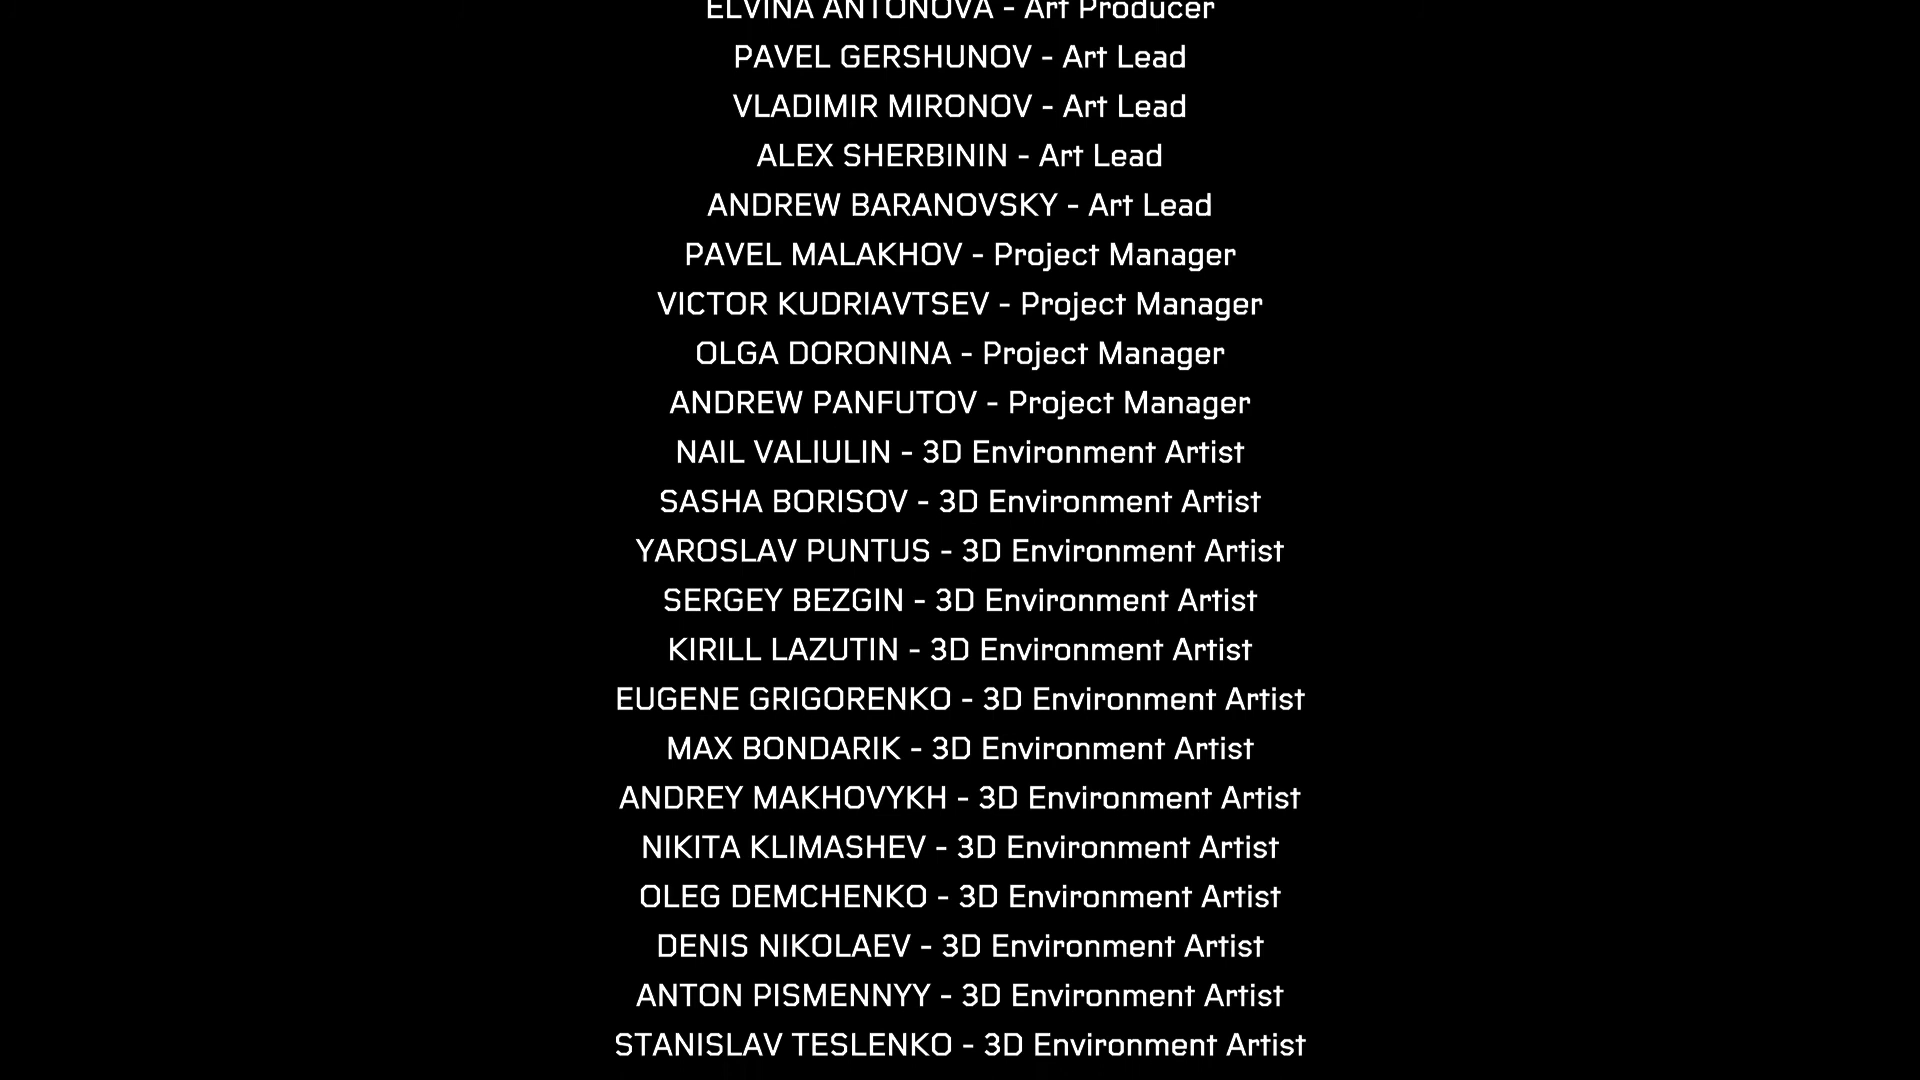 ELVINA ANTONOVA - Art Producer
PAVEL GERSHUNOV - Art Lead
VLADIMIR MIRONOV - Art Lead
ALEX SHERBININ - Art Lead
ANDREW BARANOVSKY - Art Lead
PAVEL MALAKHOV - Project Manager
VICTOR KUDRIAVTSEV - Project Manager
OLGA DORONINA - Project Manager
ANDREW PANFUTOV - Project Manager
NAIL VALIULIN - 3D Environment Artist
SASHA BORISOV - 3D Environment Artist
YAROSLAV PUNTUS - 3D Environment Artist
SERGEY BEZGIN - 3D Environment Artist
KIRILL LAZUTIN - 3D Environment Artist
EUGENE GRIGORENKO - 3D Environment Artist
MAX BONDARIK - 3D Environment Artist
ANDREY MAKHOVYKH - 3D Environment Artist
NIKITA KLIMASHEV - 3D Environment Artist
OLEG DEMCHENKO - 3D Environment Artist
DENIS NIKOLAEV - 3D Environment Artist
ANTON PISMENNYY - 3D Environment Artist
STANISLAV TESLENKO - 3D Environment Artist